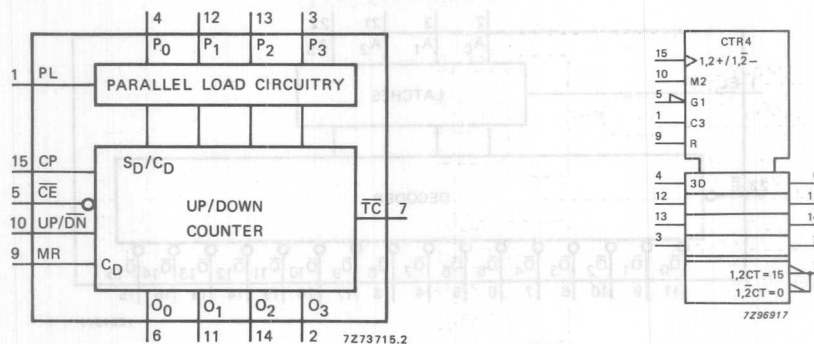 4 12 13 3
P0 P1 P2 P3
1 PL
PARALLEL LOAD CIRCUITRY
15 CP
SD/CD
5 CE
10 UP/DN
9 MR
CD
UP/DOWN
COUNTER
TC 7
O0 O1 O2 O3
6 11 14 2
7Z73715.2
CTR4
15 1,2+/1,2−
10 M2
5 G1
1 C3
9 R
4 3D
12
13
3
1,2CT=15
1,2CT=0
7Z96917
LATCHES
DECODER